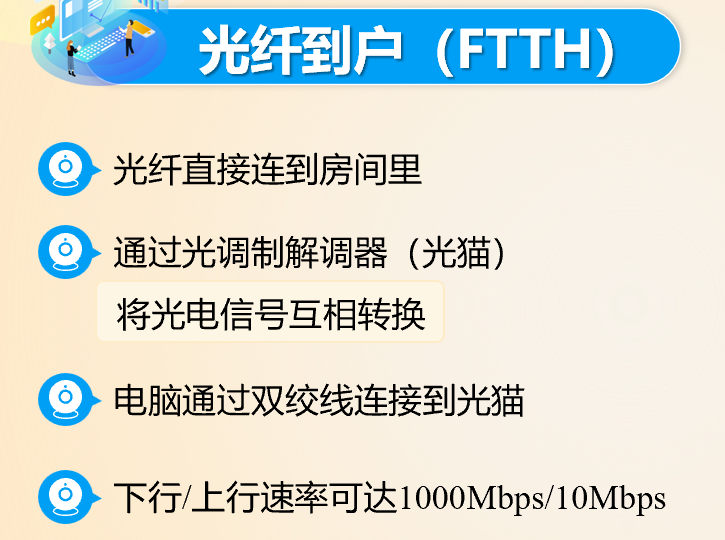 光纤到户（FTTH）
光纤直接连到房间里
通过光调制解调器（光猫）
将光电信号互相转换
电脑通过双绞线连接到光猫
下行/上行速率可达1000Mbps/10Mbps